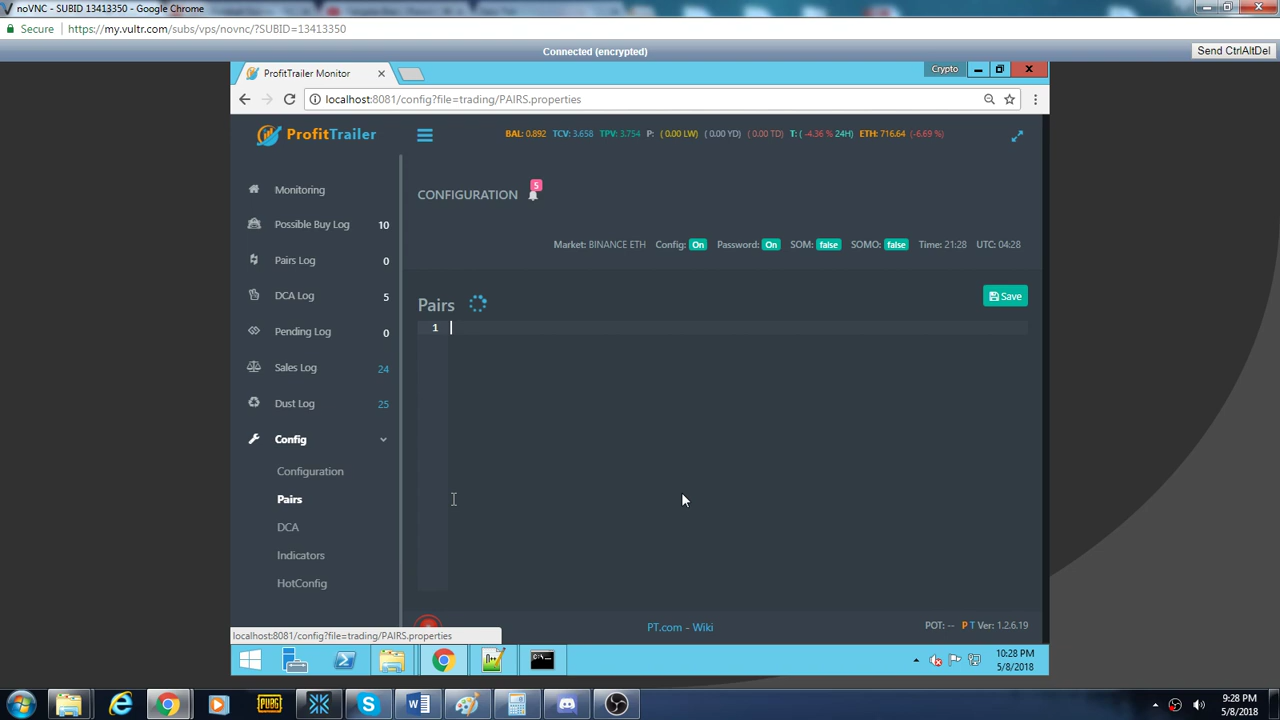 noVNC - SUBID 13413350 - Google Chrome
Secure https://my.vultr.com/subs/vps/novnc/?SUBID=13413350
Connected (encrypted)
Send CtrlAltDel
ProfitTrailer Monitor
Crypto
localhost:8081/config?file=trading/PAIRS.properties
ProfitTrailer
BAL: 0.892 TCV: 3.658 TPV: 3.754 P: ( 0.00 LW) ( 0.00 YD) ( 0.00 TD) T: ( -4.36 % 24H) ETH: 716.64 (-6.69 %)
Monitoring
Possible Buy Log 10
Pairs Log 0
DCA Log 5
Pending Log 0
Sales Log 24
Dust Log 25
Config
Configuration
Pairs
DCA
Indicators
HotConfig
CONFIGURATION 5
Market: BINANCE ETH Config: On Password: On SOM: false SOMO: false Time: 21:28 UTC: 04:28
Pairs
Save
1
PT.com - Wiki
POT: -- P T Ver: 1.2.6.19
localhost:8081/config?file=trading/PAIRS.properties
10:28 PM
5/8/2018
PUBG
9:28 PM
5/8/2018